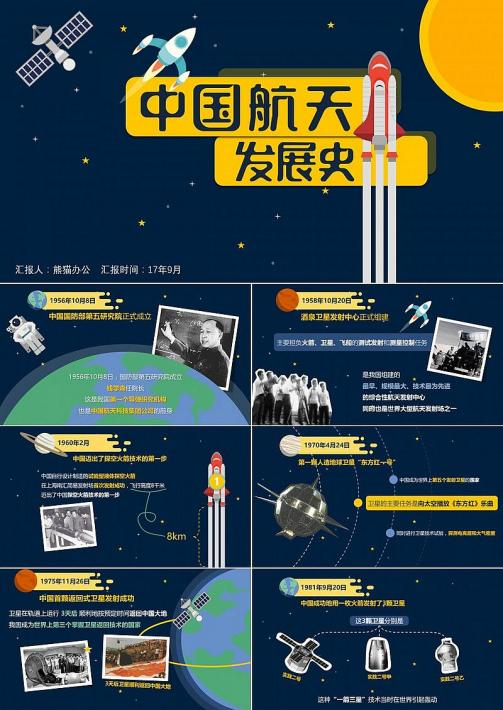 中国航天
发展史
汇报人：熊猫办公 汇报时间：17年9月
1956年10月8日
中国国防部第五研究院正式成立
1956年10月8日，国防部第五研究院成立
钱学森任院长
这是我国第一个导弹研究机构
也是中国航天科技集团公司的前身
1958年10月20日
酒泉卫星发射中心正式组建
主要担负火箭、卫星、飞船的测试发射和测量控制任务
是我国组建的
最早、规模最大、技术最为先进
的综合性航天发射中心
同时也是世界大型航天发射场之一
1960年2月
中国迈出了探空火箭技术的第一步
中国自行设计制造的试验型液体探空火箭
在上海南汇简易发射场首次发射成功，飞行高度8千米
迈出了中国探空火箭技术的第一步
1
8km
1970年4月24日
第一颗人造地球卫星“东方红一号”
中国成为世界上第五个发射卫星的国家
卫星的主要任务是向太空播放《东方红》乐曲
同时进行卫星技术试验，探测电离层和大气密度
1975年11月26日
中国首颗返回式卫星发射成功
卫星在轨道上运行 3天后 顺利地按预定时间返回中国大地
我国成为世界上第三个掌握卫星返回技术的国家
3天后卫星顺利返回中国大地
1981年9月20日
中国成功地用一枚火箭发射了3颗卫星
这3颗卫星分别是
实践二号
实践二号甲
实践二号乙
这种“一箭三星”技术当时在世界引起轰动